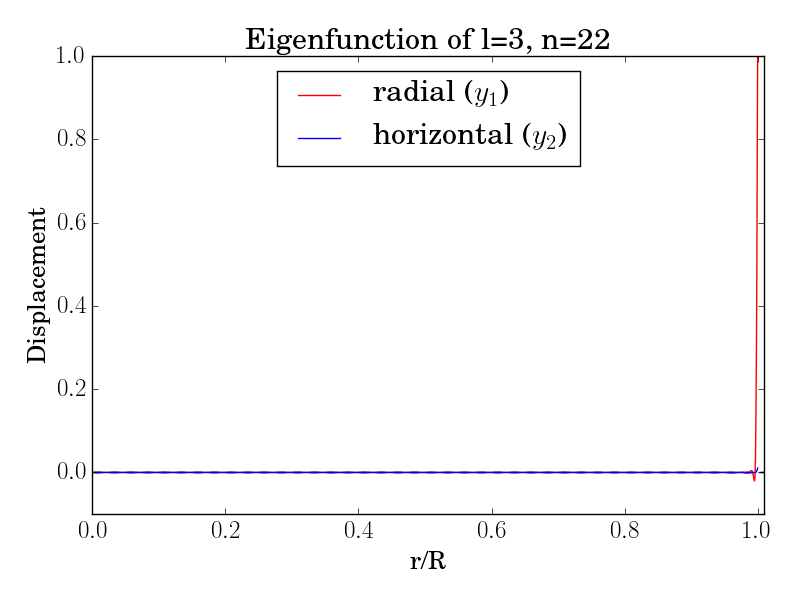 Eigenfunction of l=3, n=22
radial (y₁)
horizontal (y₂)
1.0
0.8
0.6
0.4
0.2
0.0
Displacement
0.0 0.2 0.4 0.6 0.8 1.0
r/R